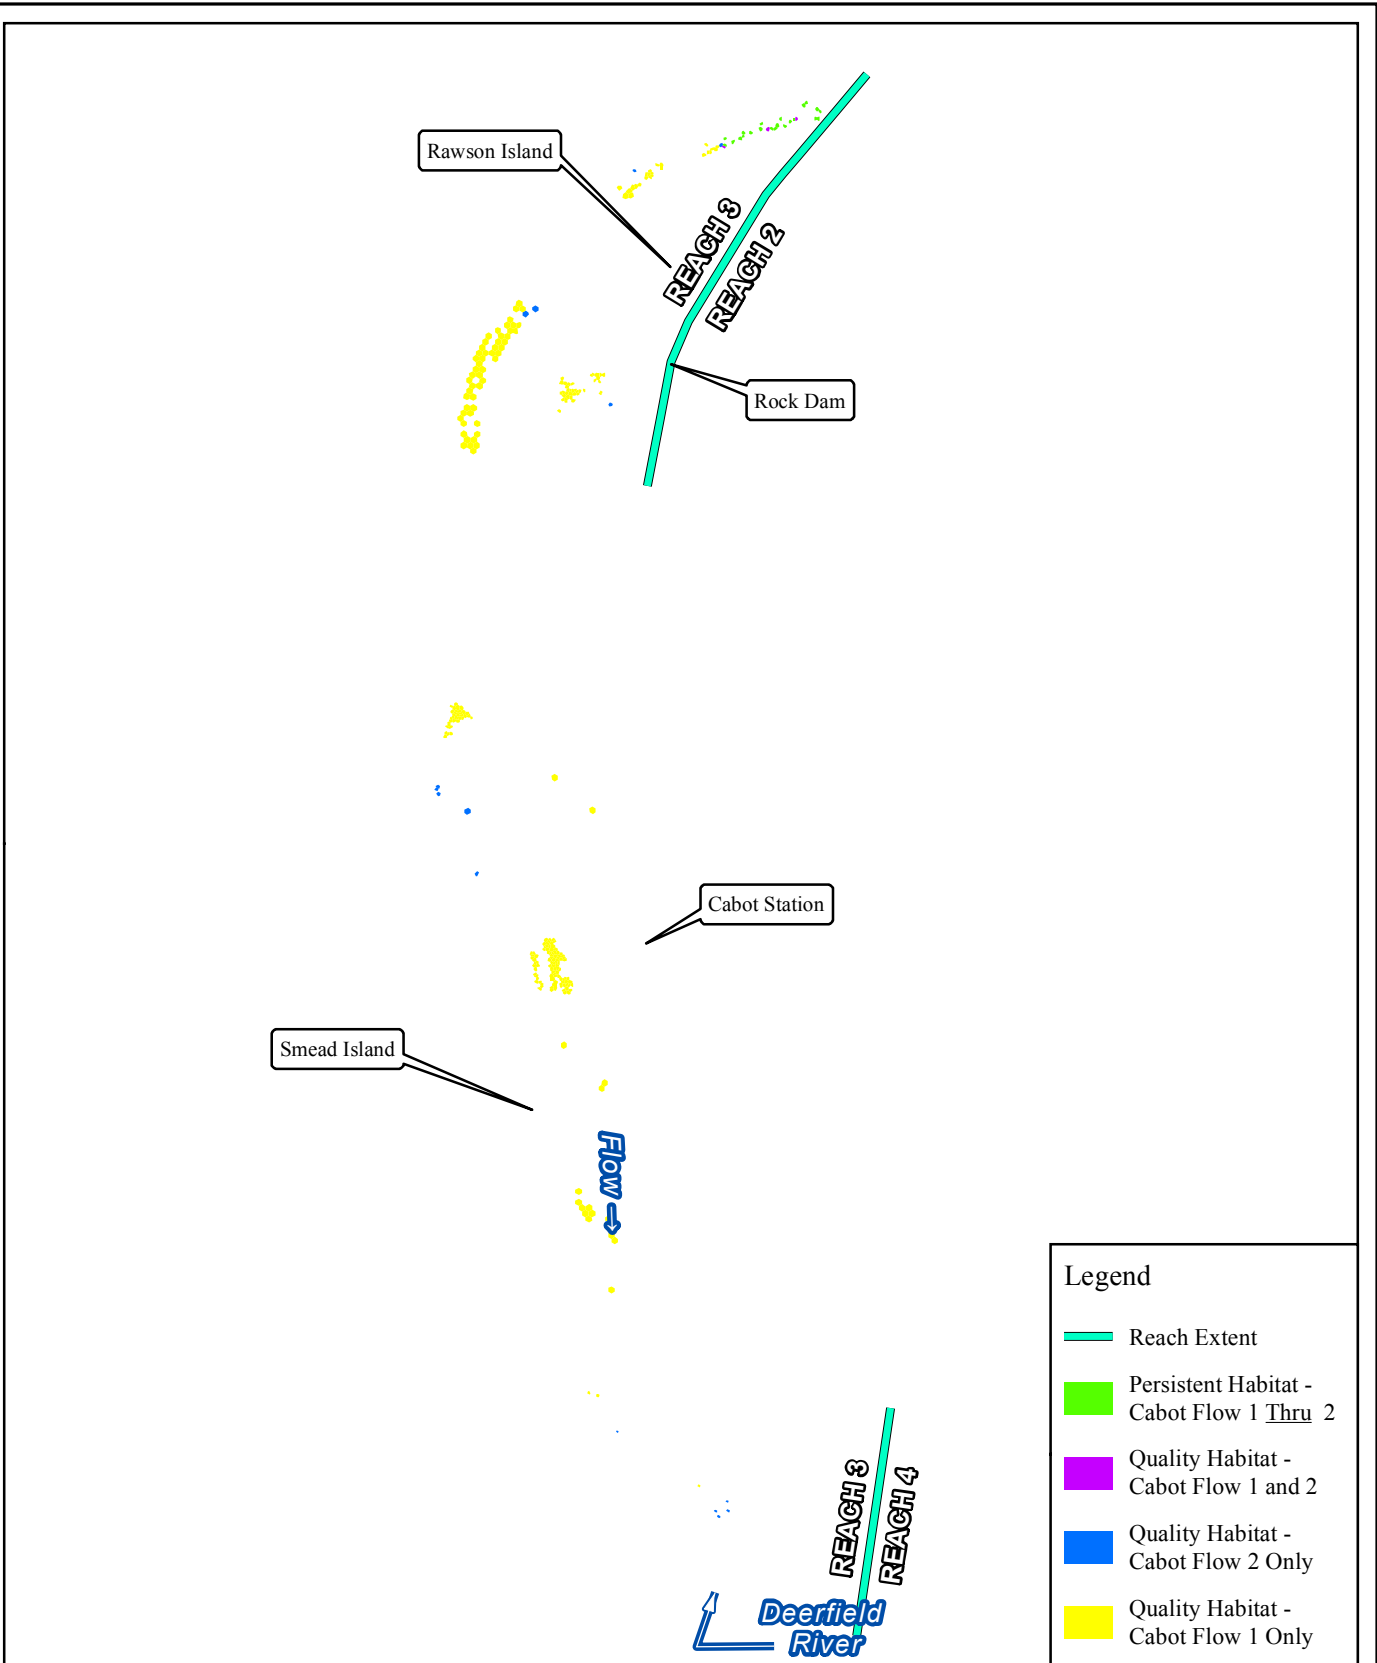 Rawson Island
REACH 3
REACH 2
Rock Dam
Cabot Station
Smead Island
Flow
Legend
Reach Extent
Persistent Habitat -
Cabot Flow 1 Thru 2
Quality Habitat -
Cabot Flow 1 and 2
Quality Habitat -
Cabot Flow 2 Only
Quality Habitat -
Cabot Flow 1 Only
REACH 3
REACH 4
Deerfield
River